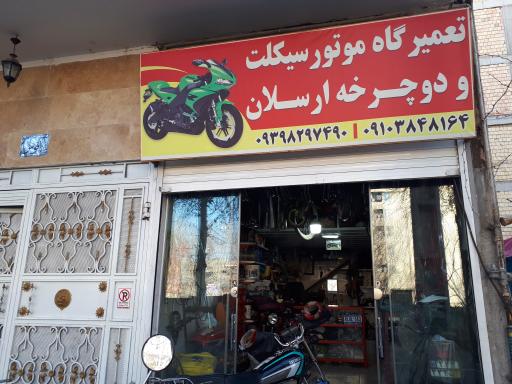 تعمیرگاه موتورسیکلت
و دوچرخه ارسلان
۰۹۱۰۳۸۴۸۱۶۴ | ۰۹۳۹۸۲۹۷۴۹۰